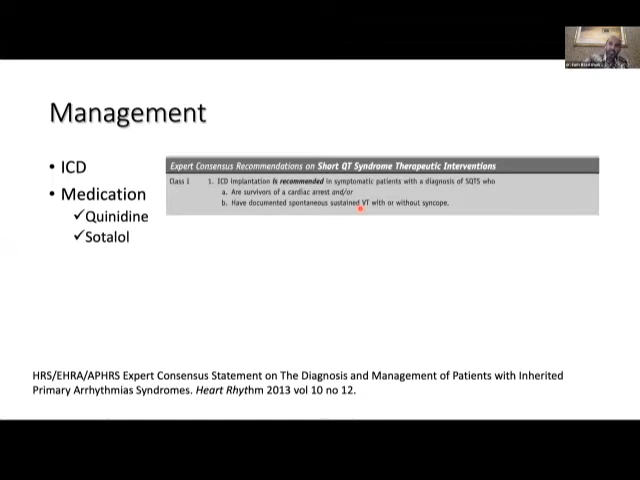 Management
• ICD
• Medication
✓Quinidine
✓Sotalol
Expert Consensus Recommendations on Short QT Syndrome Therapeutic Interventions
Class I 1. ICD implantation is recommended in symptomatic patients with a diagnosis of SQTS who
a. Are survivors of a cardiac arrest and/or
b. Have documented spontaneous sustained VT with or without syncope.
HRS/EHRA/APHRS Expert Consensus Statement on The Diagnosis and Management of Patients with Inherited
Primary Arrhythmias Syndromes. Heart Rhythm 2013 vol 10 no 12.